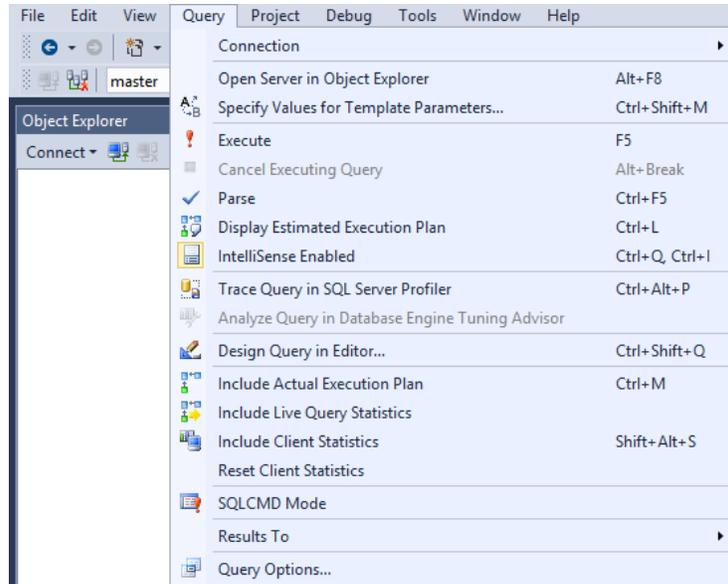 File Edit View Query Project Debug Tools Window Help
master
Object Explorer
Connect
Connection
Open Server in Object Explorer Alt+F8
Specify Values for Template Parameters... Ctrl+Shift+M
Execute F5
Cancel Executing Query Alt+Break
Parse Ctrl+F5
Display Estimated Execution Plan Ctrl+L
IntelliSense Enabled Ctrl+Q, Ctrl+I
Trace Query in SQL Server Profiler Ctrl+Alt+P
Analyze Query in Database Engine Tuning Advisor
Design Query in Editor... Ctrl+Shift+Q
Include Actual Execution Plan Ctrl+M
Include Live Query Statistics
Include Client Statistics Shift+Alt+S
Reset Client Statistics
SQLCMD Mode
Results To
Query Options...